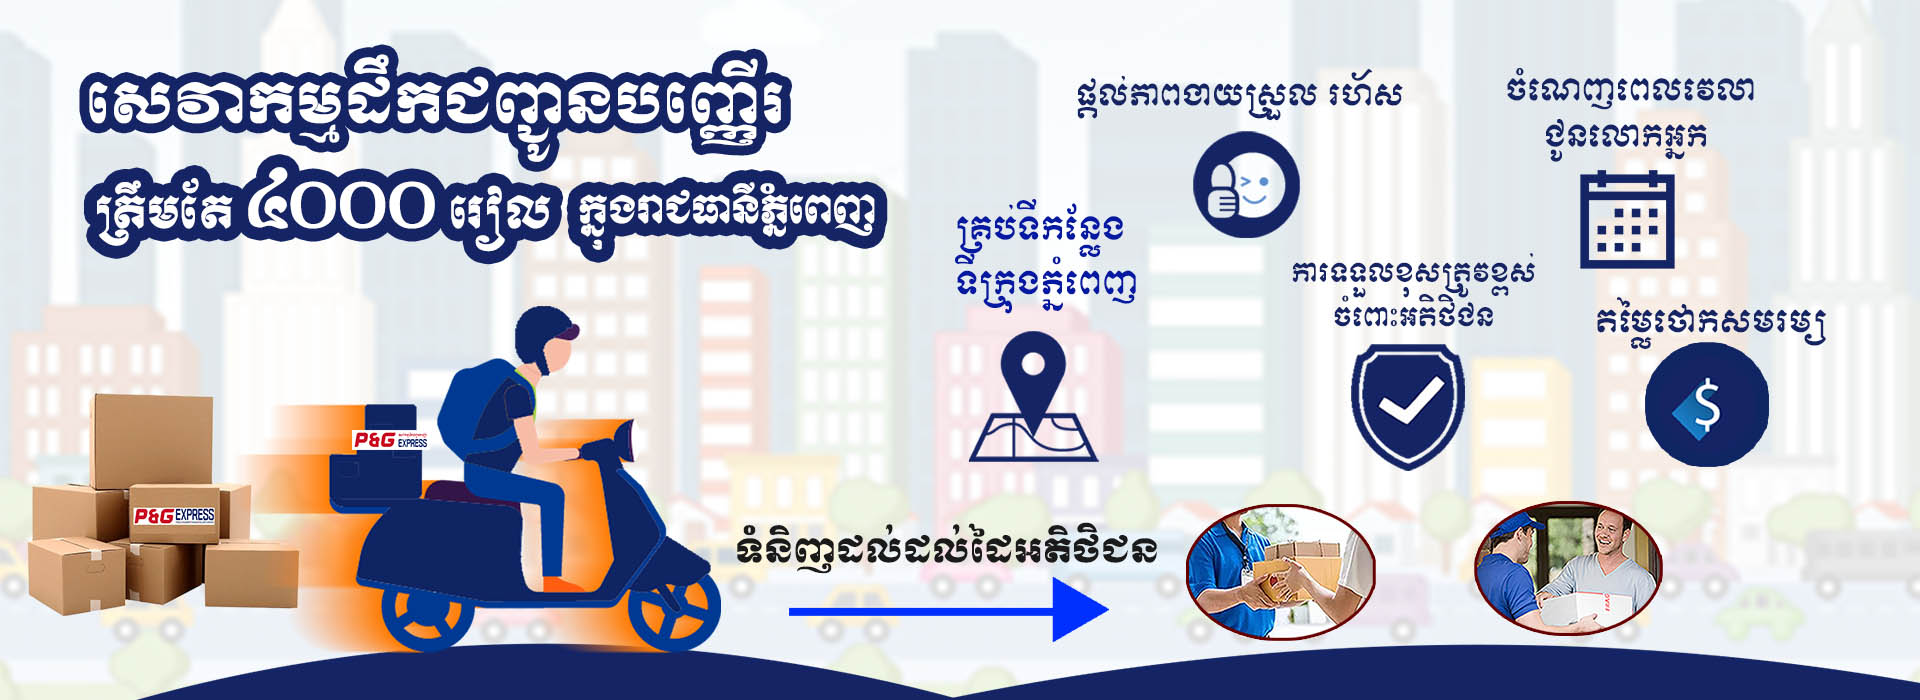 សេវាកម្មដឹកជញ្ជូនបញ្ញើរ
ត្រឹមតែ ៤០០០ រៀល ក្នុងរាជធានីភ្នំពេញ
ផ្ដល់ភាពងាយស្រួល រហ័ស
ចំណេញពេលវេលា
ជូនលោកអ្នក
គ្រប់ទីកន្លែង
ទីក្រុងភ្នំពេញ
ការទទួលខុសត្រូវខ្ពស់
ចំពោះអតិថិជន
តម្លៃថោកសមរម្យ
P&G EXPRESS
P&G EXPRESS
ទំនិញដល់ដល់ដៃអតិថិជន